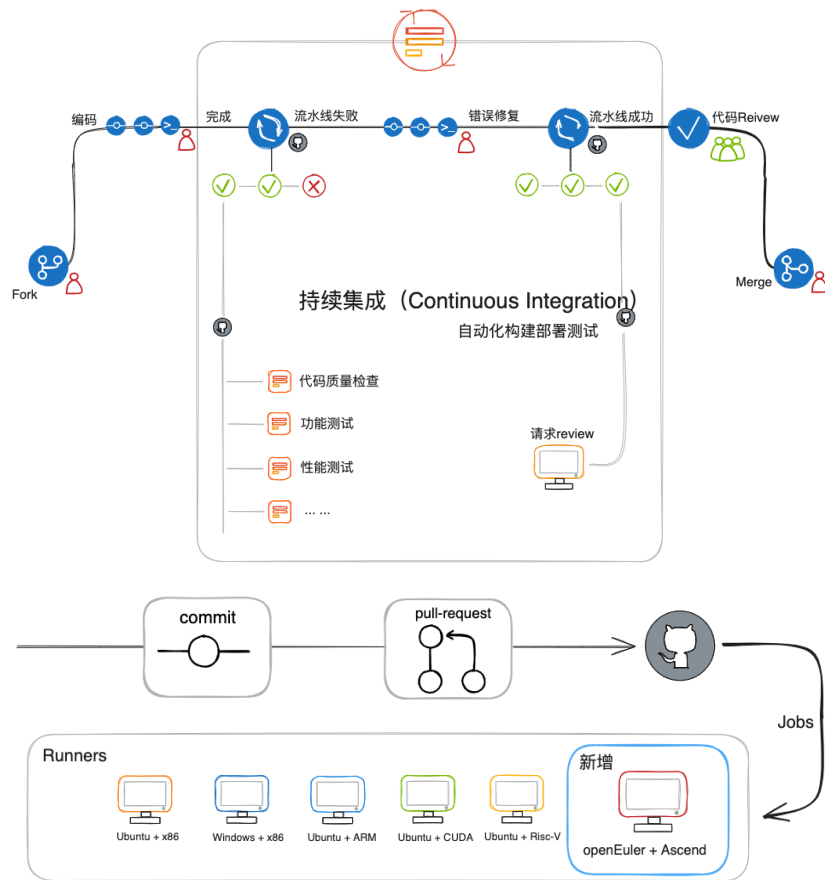 编码
完成
流水线失败
错误修复
流水线成功
代码Reivew
Fork
Merge
持续集成（Continuous Integration）
自动化构建部署测试
代码质量检查
功能测试
性能测试
... ...
请求review
commit
pull-request
Jobs
Runners
新增
Ubuntu + x86
Windows + x86
Ubuntu + ARM
Ubuntu + CUDA
Ubuntu + Risc-V
openEuler + Ascend